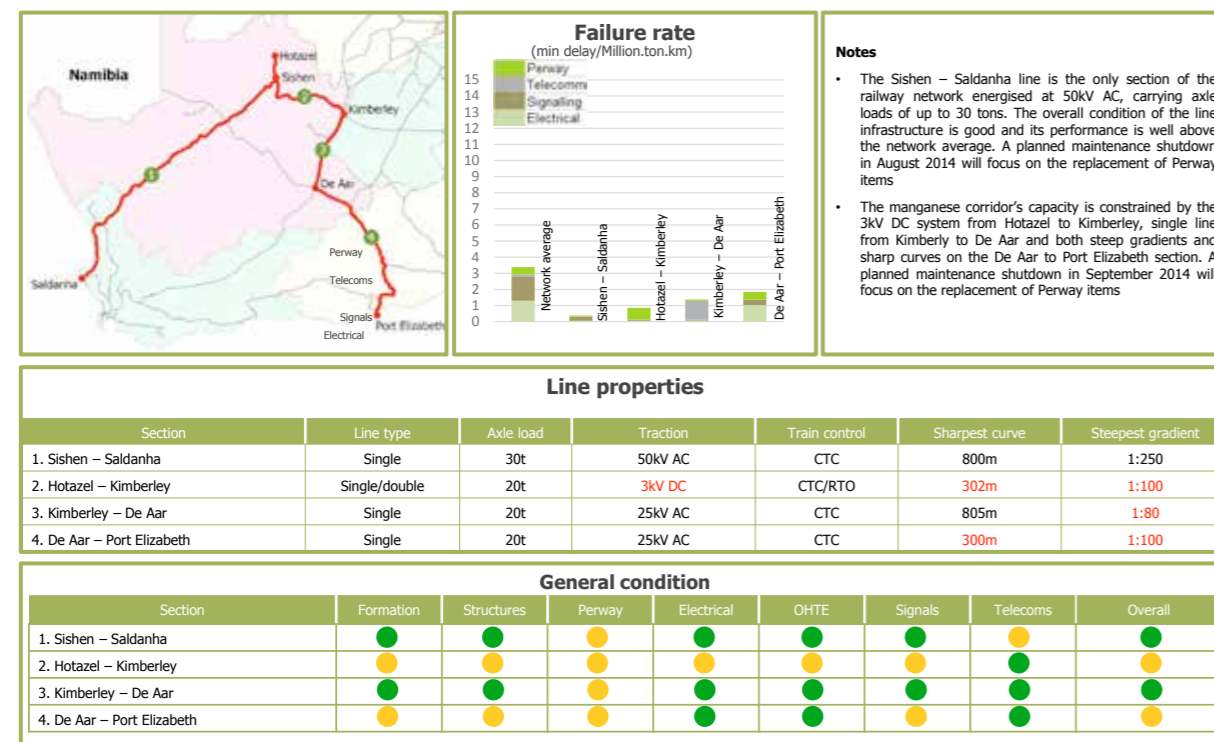 Namibia
Hotazel
Sishen
Kimberley
De Aar
Perway
Telecoms
Saldanha
Signals
Port Elizabeth
Electrical
Failure rate
(min delay/Million.ton.km)
Perway
Telecomm
Signalling
Electrical
15
14
13
12
11
10
9
8
7
6
5
4
3
2
1
0
Network average
Sishen – Saldanha
Hotazel – Kimberley
Kimberley – De Aar
De Aar – Port Elizabeth
Notes
• The Sishen – Saldanha line is the only section of the
railway network energised at 50kV AC, carrying axle
loads of up to 30 tons. The overall condition of the line
infrastructure is good and its performance is well above
the network average. A planned maintenance shutdown
in August 2014 will focus on the replacement of Perway
items
• The manganese corridor's capacity is constrained by the
3kV DC system from Hotazel to Kimberley, single line
from Kimberly to De Aar and both steep gradients and
sharp curves on the De Aar to Port Elizabeth section. A
planned maintenance shutdown in September 2014 will
focus on the replacement of Perway items
Line properties
Section Line type Axle load Traction Train control Sharpest curve Steepest gradient
1. Sishen – Saldanha Single 30t 50kV AC CTC 800m 1:250
2. Hotazel – Kimberley Single/double 20t 3kV DC CTC/RTO 302m 1:100
3. Kimberley – De Aar Single 20t 25kV AC CTC 805m 1:80
4. De Aar – Port Elizabeth Single 20t 25kV AC CTC 300m 1:100
General condition
Section Formation Structures Perway Electrical OHTE Signals Telecoms Overall
1. Sishen – Saldanha
2. Hotazel – Kimberley
3. Kimberley – De Aar
4. De Aar – Port Elizabeth